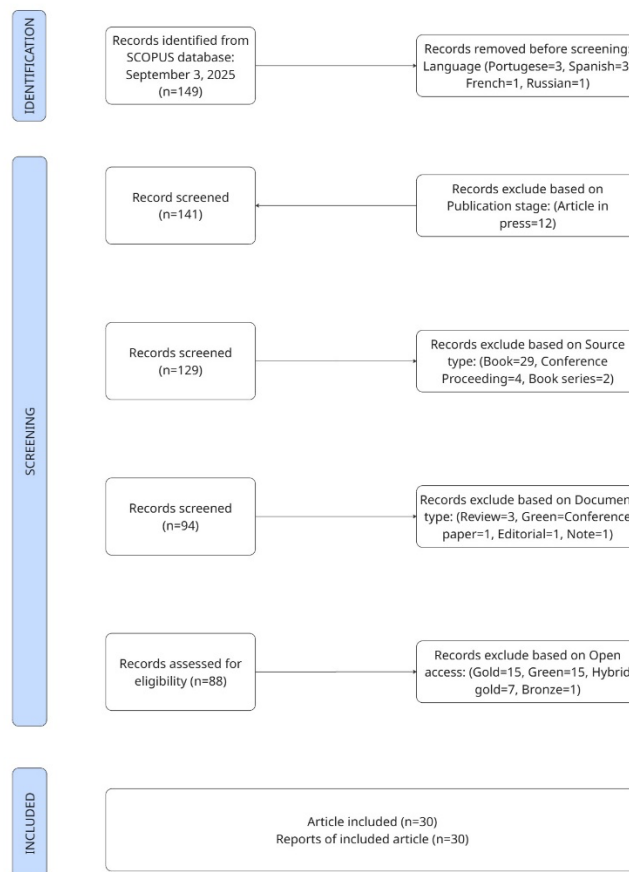 IDENTIFICATION
Records identified from
SCOPUS database:
September 3, 2025
(n=149)
Records removed before screening:
Language (Portugese=3, Spanish=3
French=1, Russian=1)
SCREENING
Record screened
(n=141)
Records exclude based on
Publication stage: (Article in
press=12)
Records screened
(n=129)
Records exclude based on Source
type: (Book=29, Conference
Proceeding=4, Book series=2)
Records screened
(n=94)
Records exclude based on Documen
type: (Review=3, Green=Conference
paper=1, Editorial=1, Note=1)
Records assessed for
eligibility (n=88)
Records exclude based on Open
access: (Gold=15, Green=15, Hybrid
gold=7, Bronze=1)
INCLUDED
Article included (n=30)
Reports of included article (n=30)